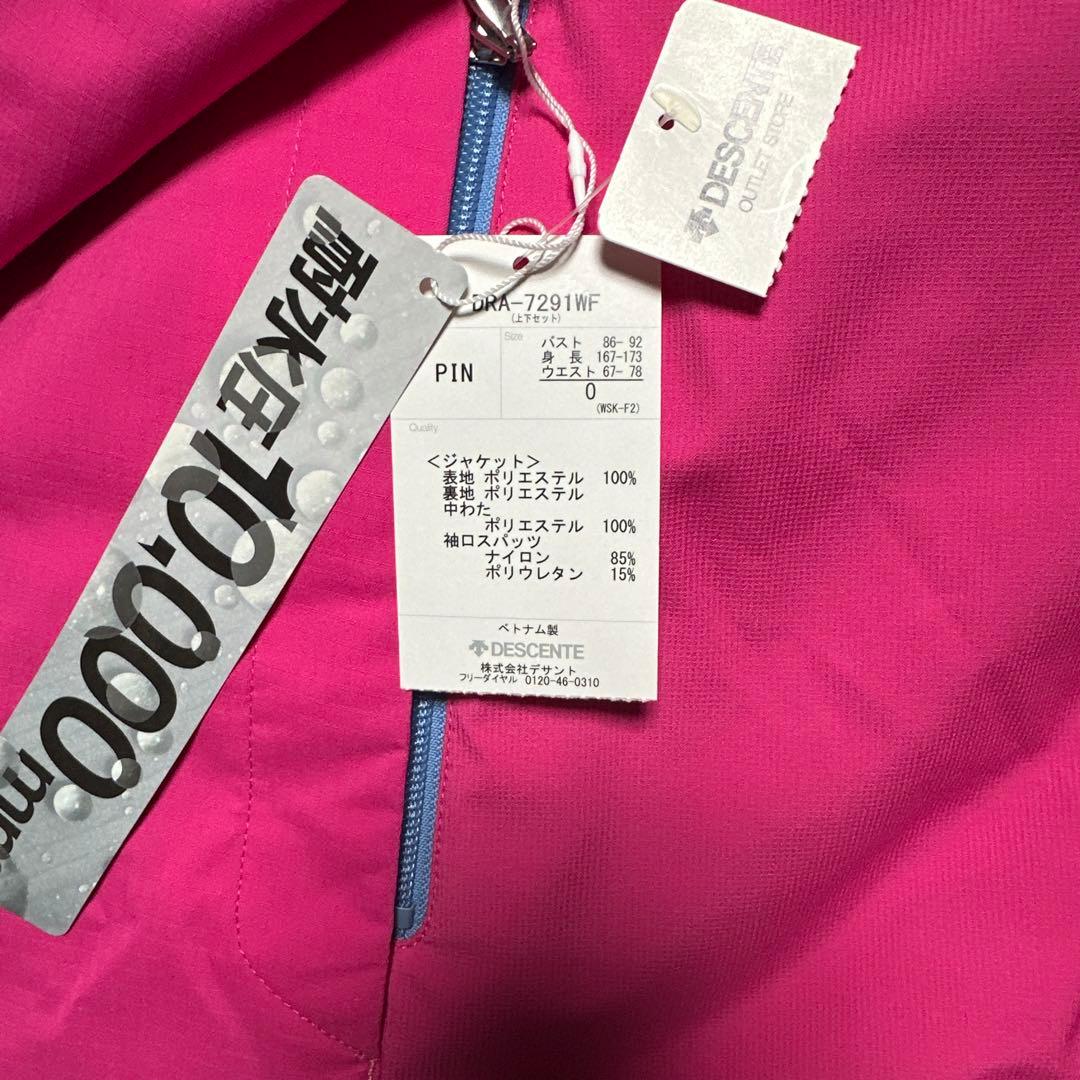 DESCENTE
OUTLET STORE
耐水圧10,000mm
DRA-7291WF
(上下セット)
PIN
Size
バスト 86- 92
身 長 167-173
ウエスト 67- 78
O
(WSK-F2)
Quality
<ジャケット>
表地 ポリエステル 100%
裏地 ポリエステル
中わた
ポリエステル 100%
袖口スパッツ
ナイロン 85%
ポリウレタン 15%
ベトナム製
DESCENTE
株式会社デサント
フリーダイヤル 0120-46-0310